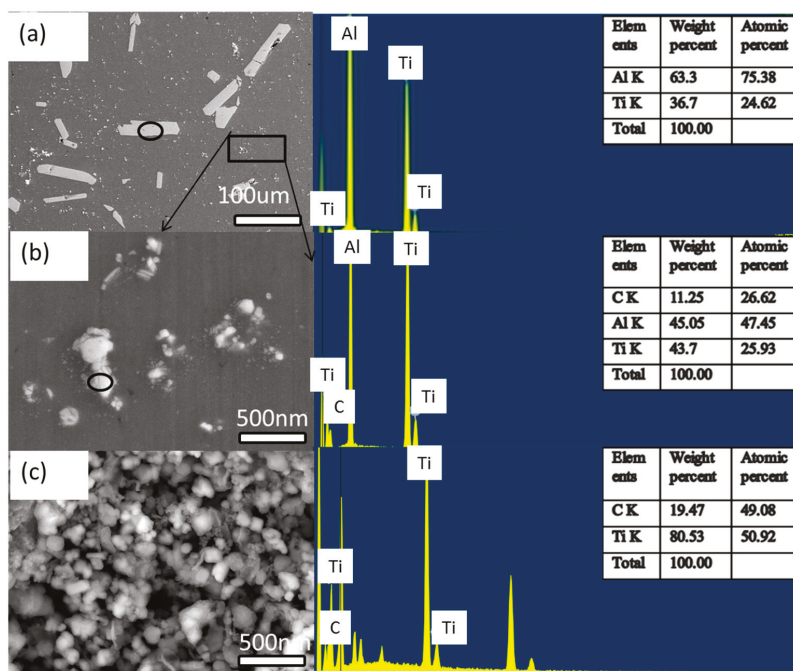 (a)
100um
Al
Ti
Ti
Ti
Elem
ents
Weight
percent
Atomic
percent
Al K 63.3 75.38
Ti K 36.7 24.62
Total 100.00
(b)
500nm
Al
Ti
Ti
C
Ti
Elem
ents
Weight
percent
Atomic
percent
C K 11.25 26.62
Al K 45.05 47.45
Ti K 43.7 25.93
Total 100.00
(c)
500nm
Ti
Ti
C
Ti
Elem
ents
Weight
percent
Atomic
percent
C K 19.47 49.08
Ti K 80.53 50.92
Total 100.00